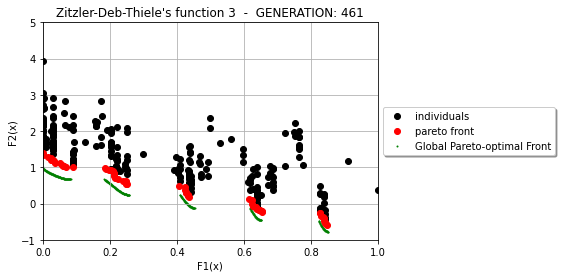 Zitzler-Deb-Thiele's function 3 - GENERATION: 461
5
4
3
2
1
0
−1
F2(x)
0.0 0.2 0.4 0.6 0.8 1.0
F1(x)
individuals
pareto front
Global Pareto-optimal Front